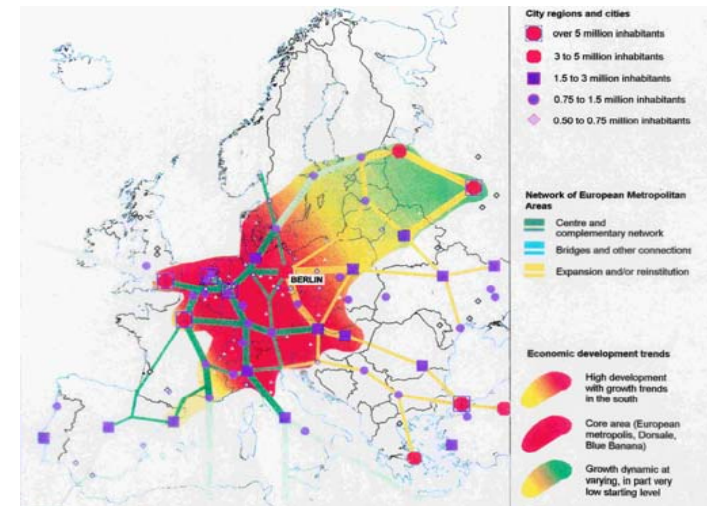 City regions and cities
over 5 million inhabitants
3 to 5 million inhabitants
1.5 to 3 million inhabitants
0.75 to 1.5 million inhabitants
0.50 to 0.75 million inhabitants
Network of European Metropolitan
Areas
Centre and
complementary network
Bridges and other connections
Expansion and/or reinstitution
BERLIN
Economic development trends
High development
with growth trends
in the south
Core area (European
metropolis, Dorsale,
Blue Banana)
Growth dynamic at
varying, in part very
low starting level